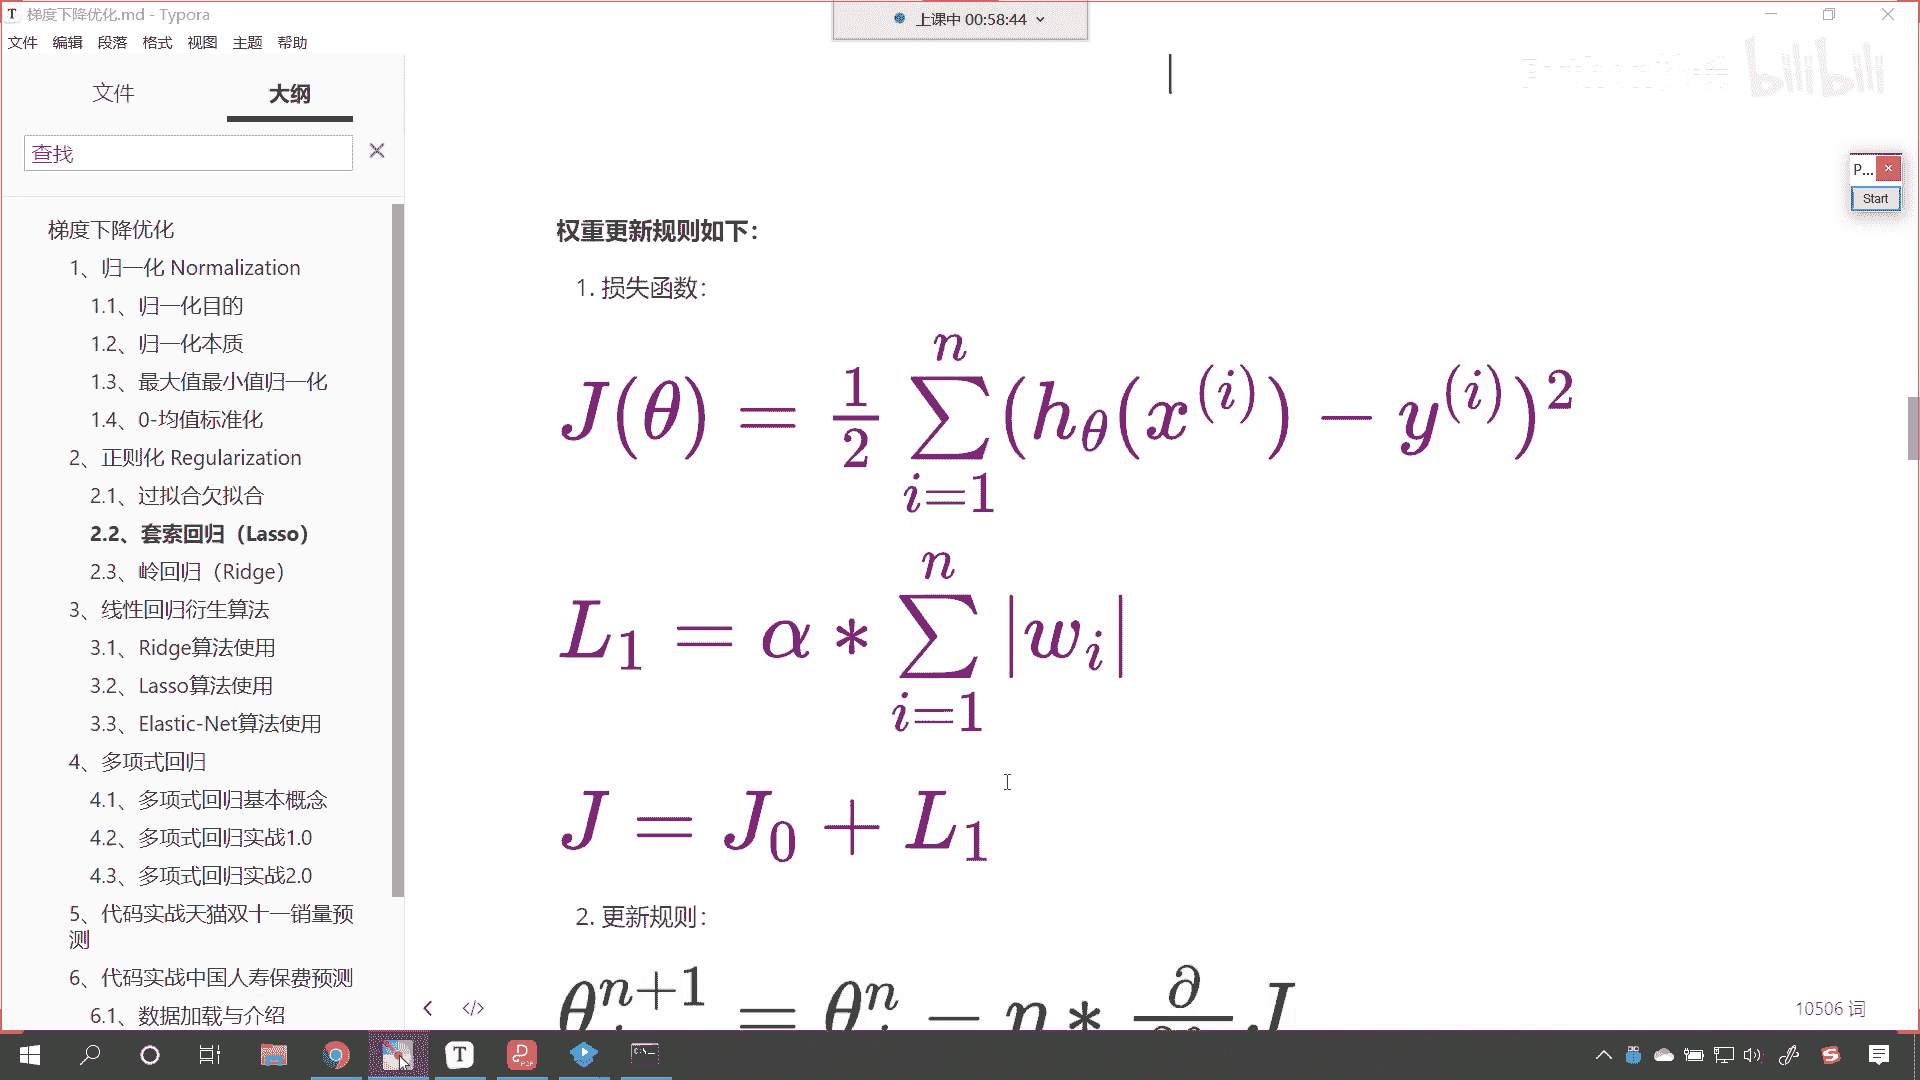 梯度下降优化.md - Typora
上课中 00:58:44
文件 编辑 段落 格式 视图 主题 帮助
bilibili
文件 大纲
查找
P...
Start
梯度下降优化
1、归一化 Normalization
1.1、归一化目的
1.2、归一化本质
1.3、最大值最小值归一化
1.4、0-均值标准化
2、正则化 Regularization
2.1、过拟合欠拟合
2.2、套索回归（Lasso）
2.3、岭回归（Ridge）
3、线性回归衍生算法
3.1、Ridge算法使用
3.2、Lasso算法使用
3.3、Elastic-Net算法使用
4、多项式回归
4.1、多项式回归基本概念
4.2、多项式回归实战1.0
4.3、多项式回归实战2.0
5、代码实战天猫双十一销量预
测
6、代码实战中国人寿保费预测
6.1、数据加载与介绍
权重更新规则如下：
1. 损失函数：
J(θ) = 1/2 ∑_{i=1}^{n} (h_θ(x^{(i)}) − y^{(i)})^2
L_1 = α * ∑_{i=1}^{n} |w_i|
J = J_0 + L_1
2. 更新规则：
</>
10506 词